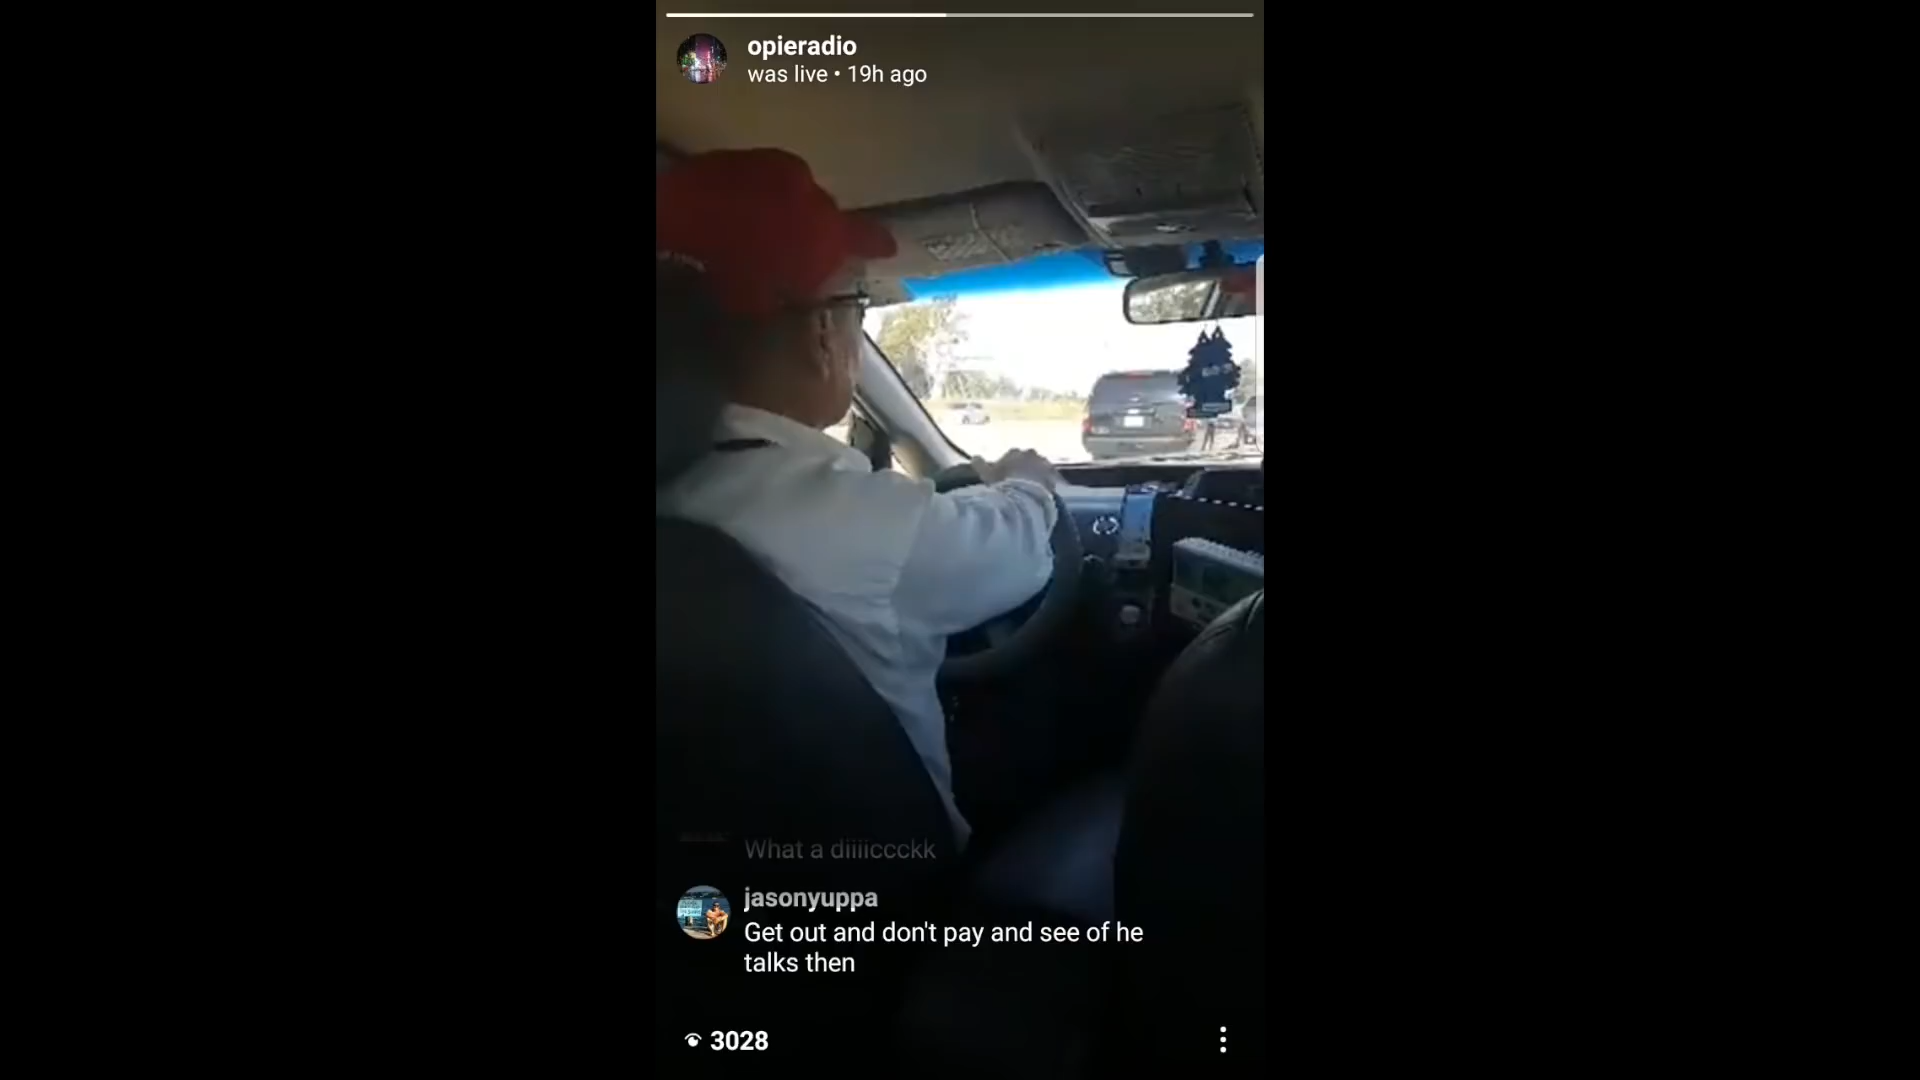 opieradio
was live • 19h ago
What a diiiiccckk
jasonyuppa
Get out and don't pay and see of he
talks then
3028